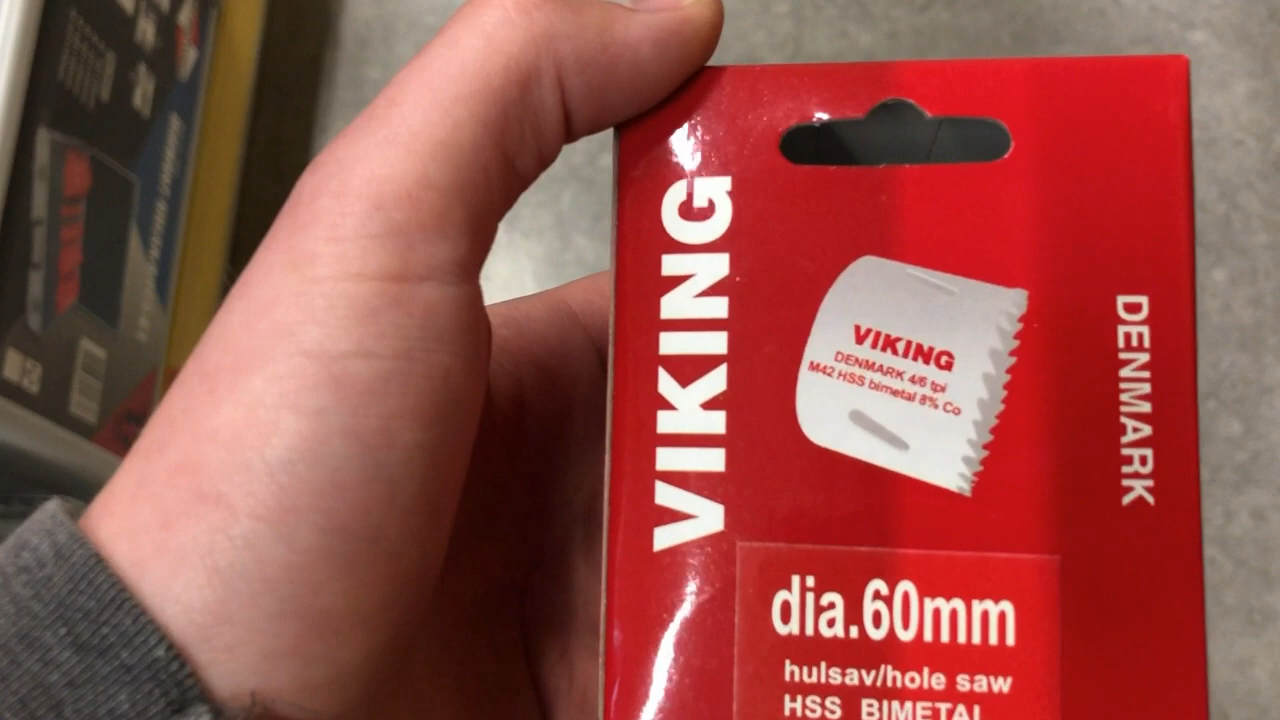 VIKING
VIKING
DENMARK 4/6 tpi
M42 HSS bimetal 8% Co
DENMARK
dia.60mm
hulsav/hole saw
HSS BIMETAL